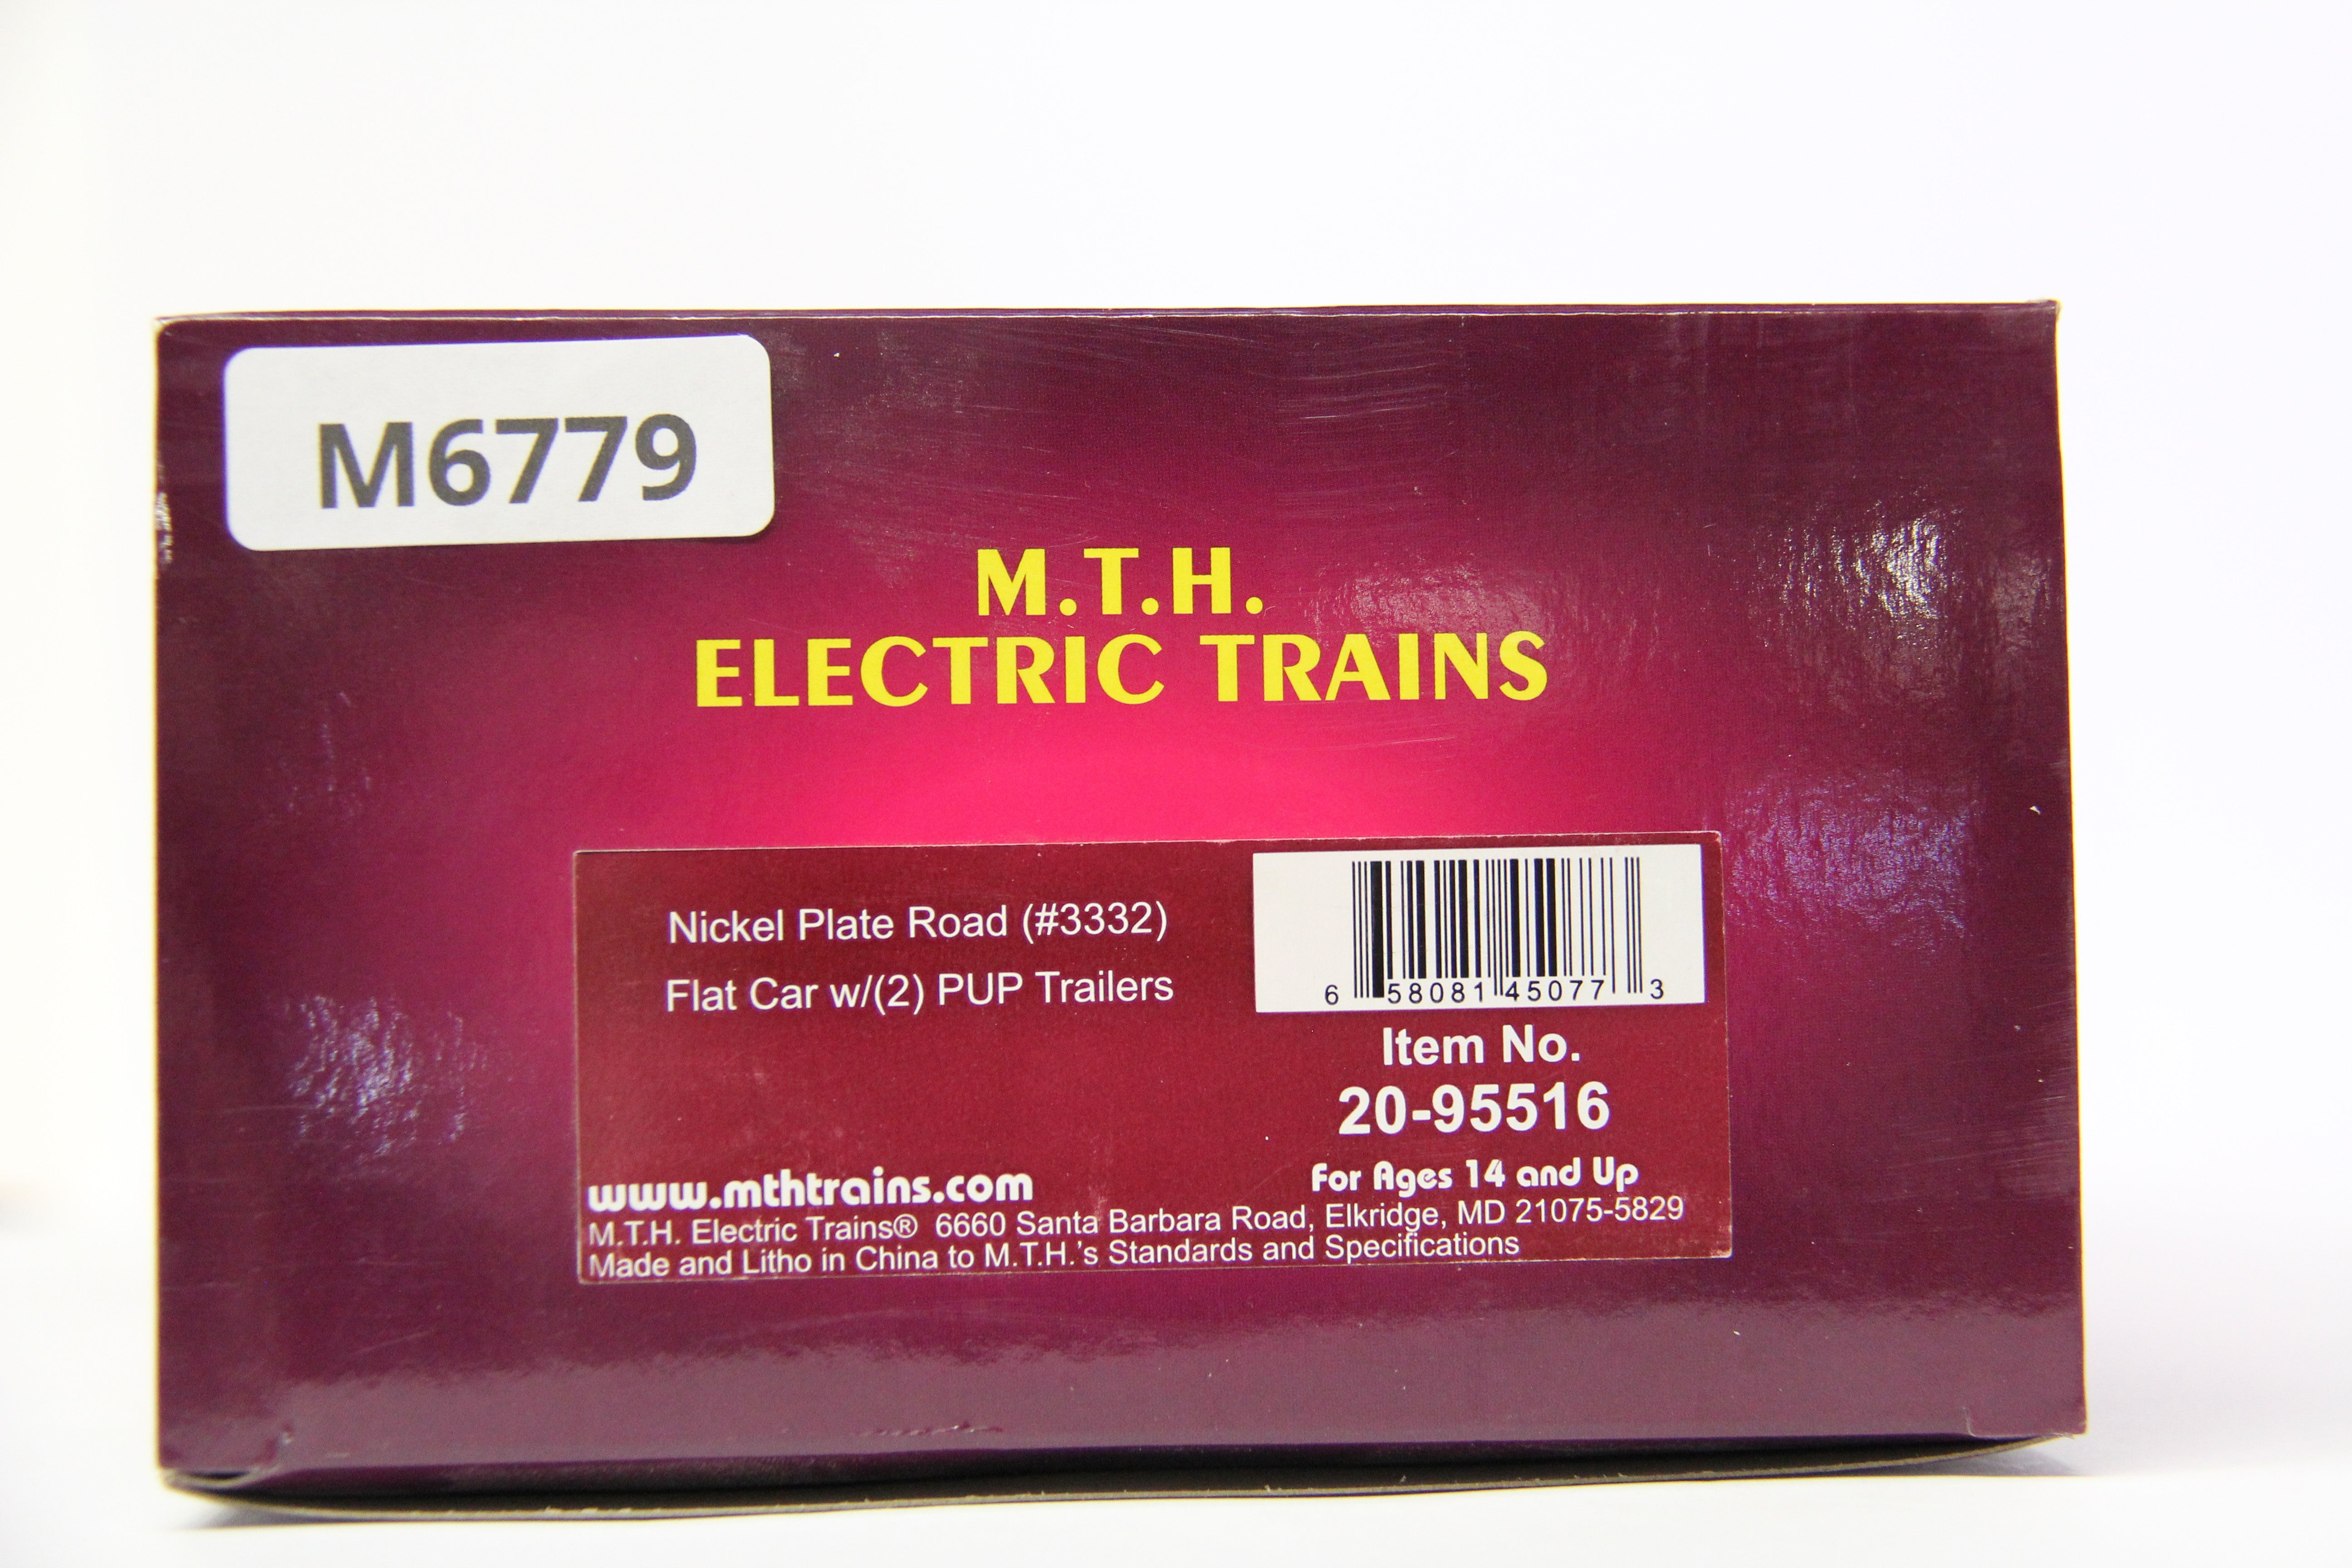 M6779
M.T.H.
ELECTRIC TRAINS
Nickel Plate Road (#3332)
Flat Car w/(2) PUP Trailers
6 58081 45077 3
Item No.
20-95516
www.mthtrains.com
For Ages 14 and Up
M.T.H. Electric Trains® 6660 Santa Barbara Road, Elkridge, MD 21075-5829
Made and Litho in China to M.T.H.'s Standards and Specifications